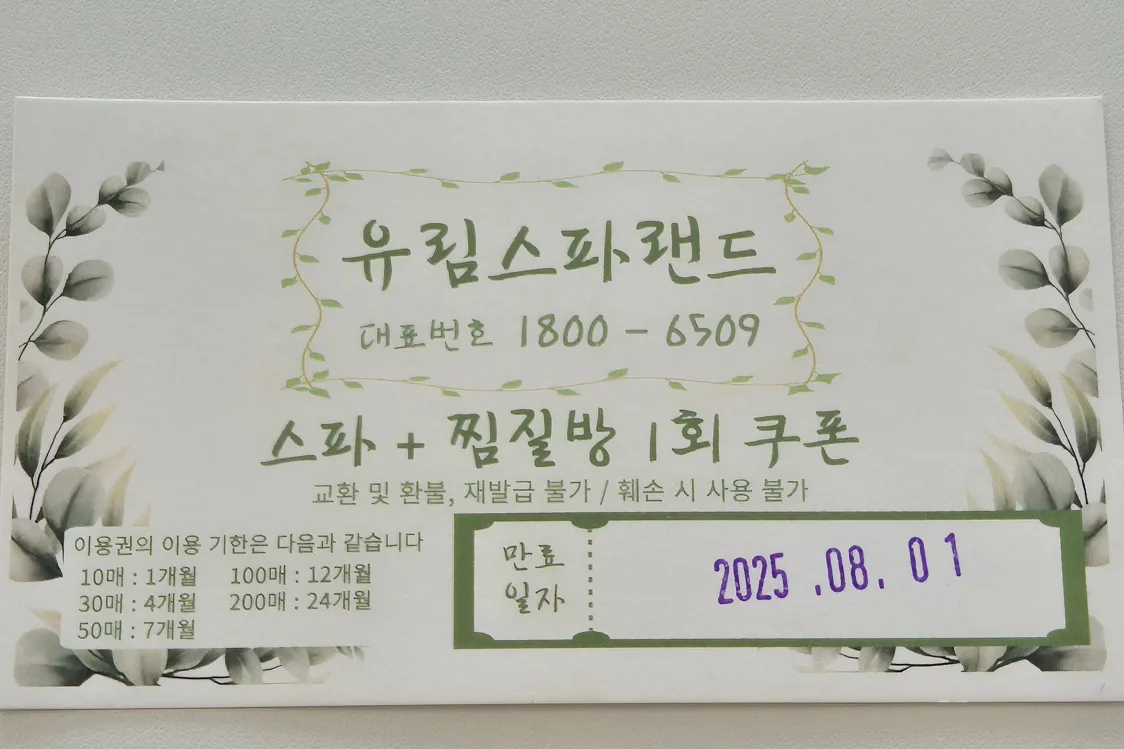 유림스파랜드
대표번호 1800 - 6509
스파 + 찜질방 1회 쿠폰
교환 및 환불, 재발급 불가 / 훼손 시 사용 불가
이용권의 이용 기한은 다음과 같습니다
10매 : 1개월 100매 : 12개월
30매 : 4개월 200매 : 24개월
50매 : 7개월
만료
일자
2025 .08. 01